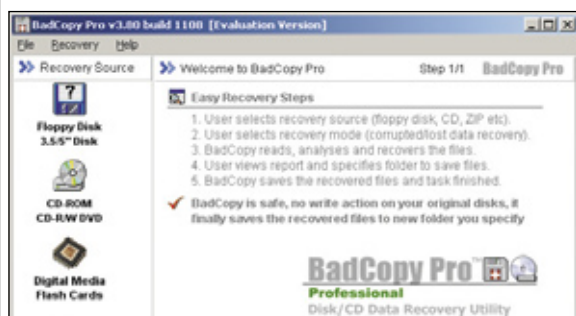 BadCopy Pro v3.80 build 1108 [Evaluation Version]
File Recovery Help
Recovery Source
Welcome to BadCopy Pro Step 1/1 BadCopy Pro
Floppy Disk
3.5/5" Disk
CD-ROM
CD-R/W DVD
Digital Media
Flash Cards
Easy Recovery Steps
1. User selects recovery source (floppy disk, CD, ZIP etc).
2. User selects recovery mode (corrupted/lost data recovery).
3. BadCopy reads, analyses and recovers the files.
4. User views report and specifies folder to save files.
5. BadCopy saves the recovered files and task finished.
BadCopy is safe, no write action on your original disks, it
finally saves the recovered files to new folder you specify
BadCopy Pro™
Professional
Disk/CD Data Recovery Utility